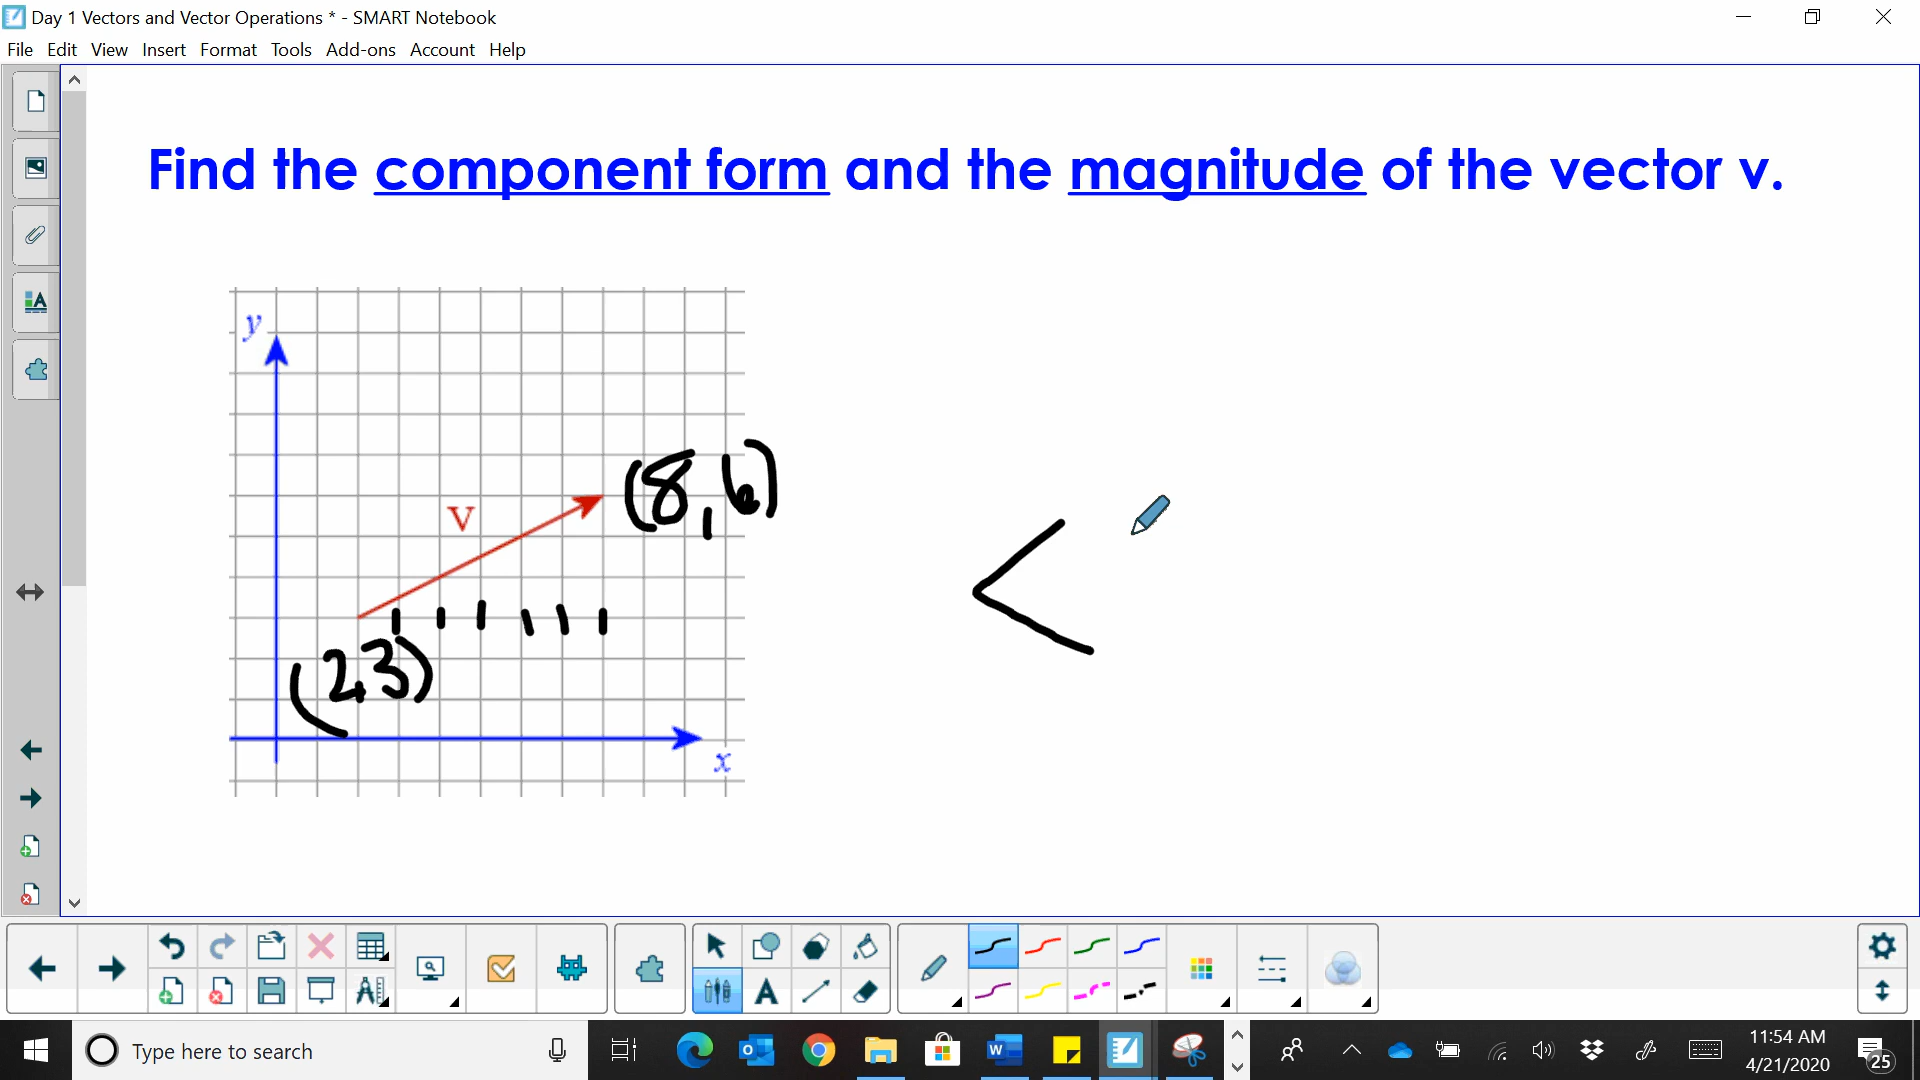 Day 1 Vectors and Vector Operations * - SMART Notebook
File Edit View Insert Format Tools Add-ons Account Help
Find the component form and the magnitude of the vector v.
y
(8,6)
v
<
(2,3)
x
Type here to search
11:54 AM
4/21/2020
25